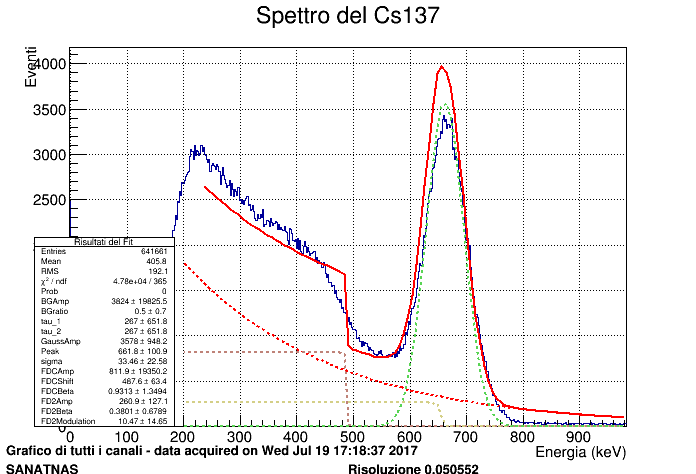 Spettro del Cs137
Eventi
4000
3500
3000
2500
Risultati del Fit
Entries 641661
Mean 405.8
RMS 192.1
χ² / ndf 4.78e+04 / 365
Prob 0
BGAmp 3824 ± 19825.5
BGratio 0.5 ± 0.7
tau_1 267 ± 651.8
tau_2 267 ± 651.8
GaussAmp 3578 ± 948.2
Peak 661.8 ± 100.9
sigma 33.46 ± 22.58
FDCAmp 811.9 ± 19350.2
FDCShift 487.6 ± 63.4
FDCBeta 0.9313 ± 1.3494
FD2Amp 260.9 ± 127.1
FD2Beta 0.3801 ± 0.6789
FD2Modulation 10.47 ± 14.65
0 100 200 300 400 500 600 700 800 900
Energia (keV)
Grafico di tutti i canali - data acquired on Wed Jul 19 17:18:37 2017
SANATNAS Risoluzione 0.050552